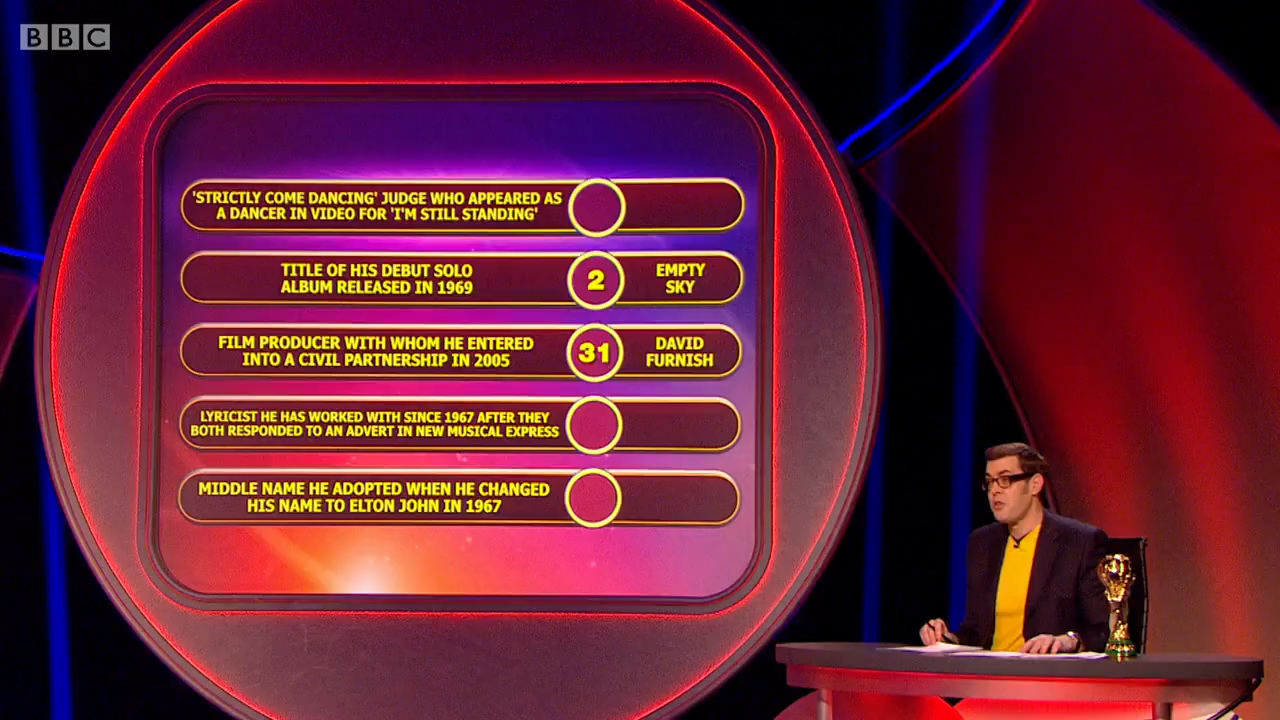 BBC
'STRICTLY COME DANCING' JUDGE WHO APPEARED AS
A DANCER IN VIDEO FOR 'I'M STILL STANDING'
TITLE OF HIS DEBUT SOLO
ALBUM RELEASED IN 1969
2
EMPTY
SKY
FILM PRODUCER WITH WHOM HE ENTERED
INTO A CIVIL PARTNERSHIP IN 2005
31
DAVID
FURNISH
LYRICIST HE HAS WORKED WITH SINCE 1967 AFTER THEY
BOTH RESPONDED TO AN ADVERT IN NEW MUSICAL EXPRESS
MIDDLE NAME HE ADOPTED WHEN HE CHANGED
HIS NAME TO ELTON JOHN IN 1967